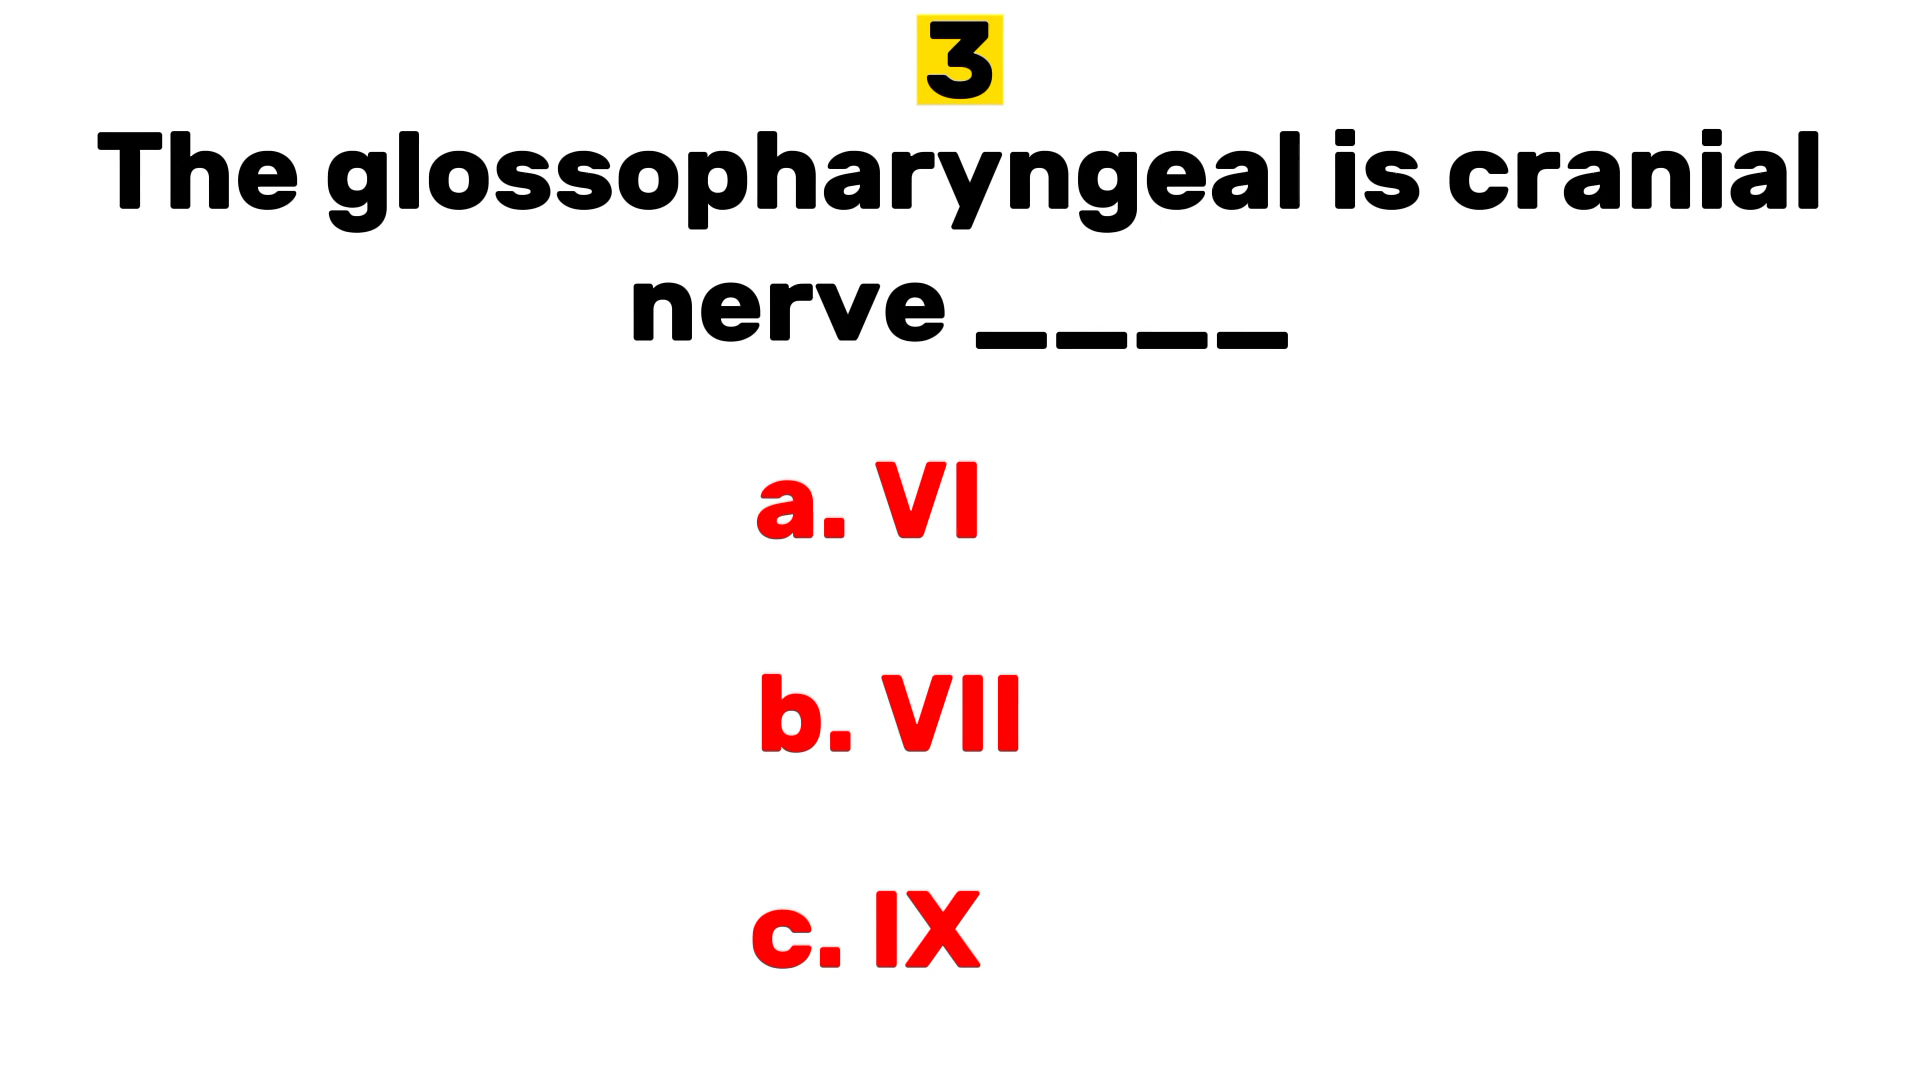 3
The glossopharyngeal is cranial
nerve ____
a. VI
b. VII
c. IX